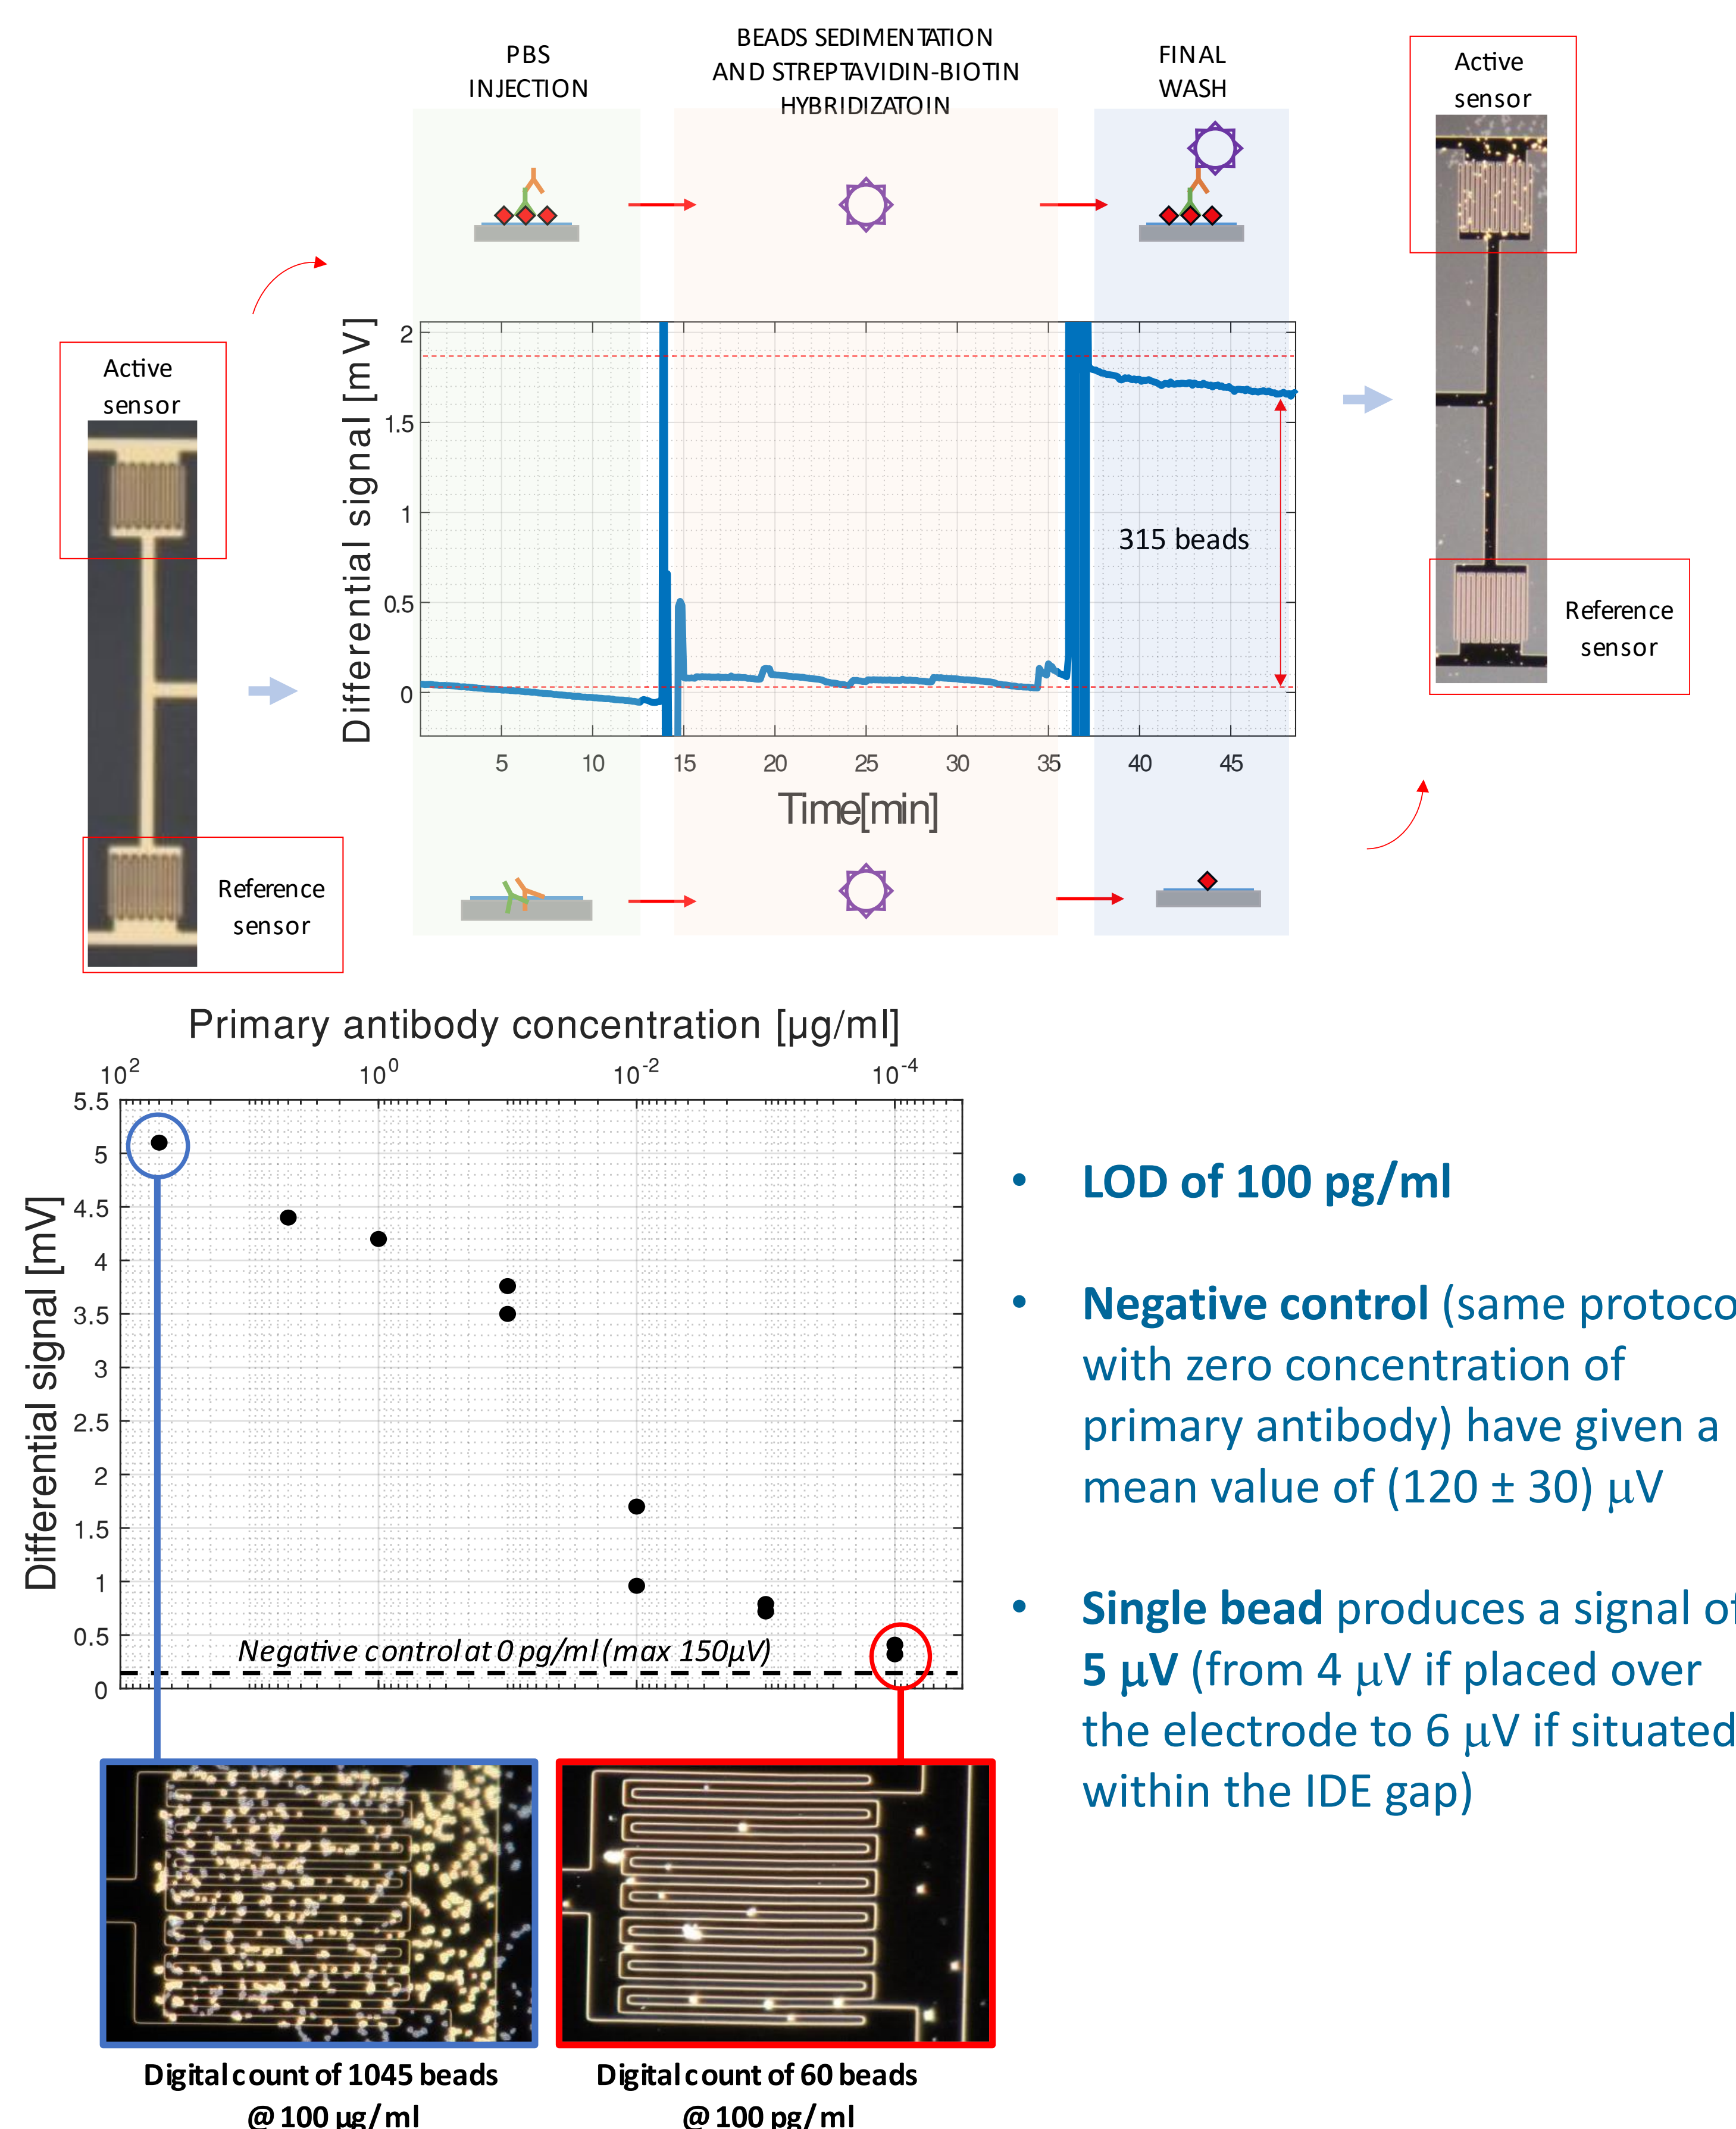 PBS
INJECTION
BEADS SEDIMENTATION
AND STREPTAVIDIN-BIOTIN
HYBRIDIZATOIN
FINAL
WASH
Active
sensor
Active
sensor
Reference
sensor
Reference
sensor
Differential signal [mV]
2
1.5
1
0.5
0
315 beads
5 10 15 20 25 30 35 40 45
Time[min]
Primary antibody concentration [µg/ml]
10² 10⁰ 10⁻² 10⁻⁴
Differential signal [mV]
5.5
5
4.5
4
3.5
3
2.5
2
1.5
1
0.5
0
Negative control at 0 pg/ml (max 150µV)
Digital count of 1045 beads
@ 100 µg/ml
Digital count of 60 beads
@ 100 pg/ml
• LOD of 100 pg/ml
• Negative control (same protoco
with zero concentration of
primary antibody) have given a
mean value of (120 ± 30) µV
• Single bead produces a signal of
5 µV (from 4 µV if placed over
the electrode to 6 µV if situated
within the IDE gap)